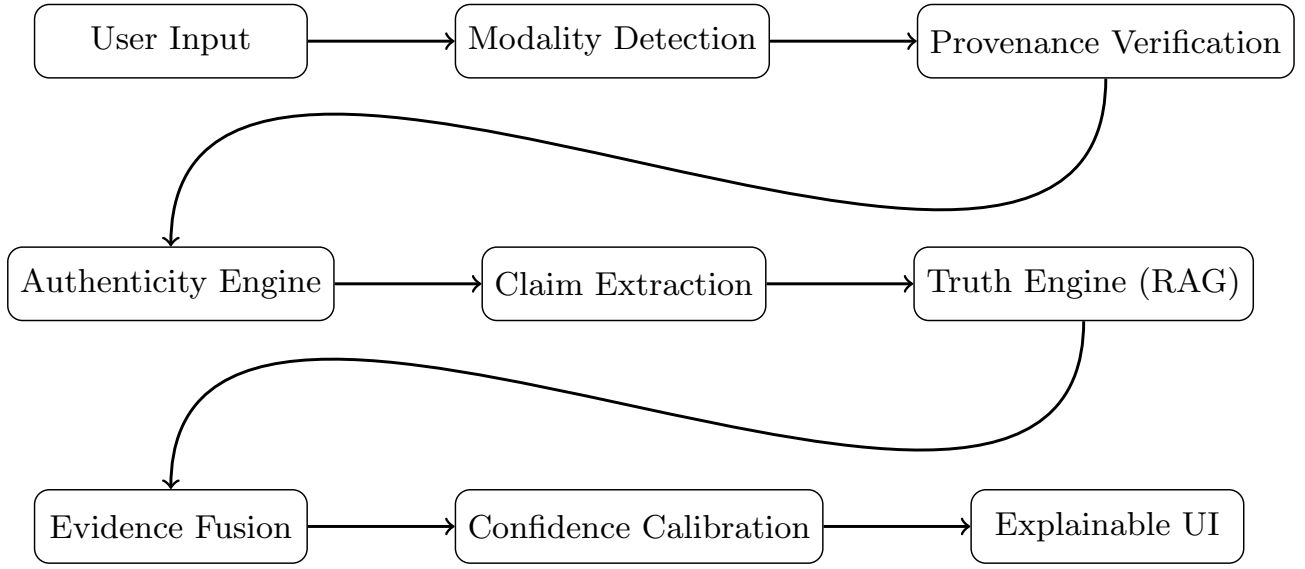 User Input
Modality Detection
Provenance Verification
Authenticity Engine
Claim Extraction
Truth Engine (RAG)
Evidence Fusion
Confidence Calibration
Explainable UI